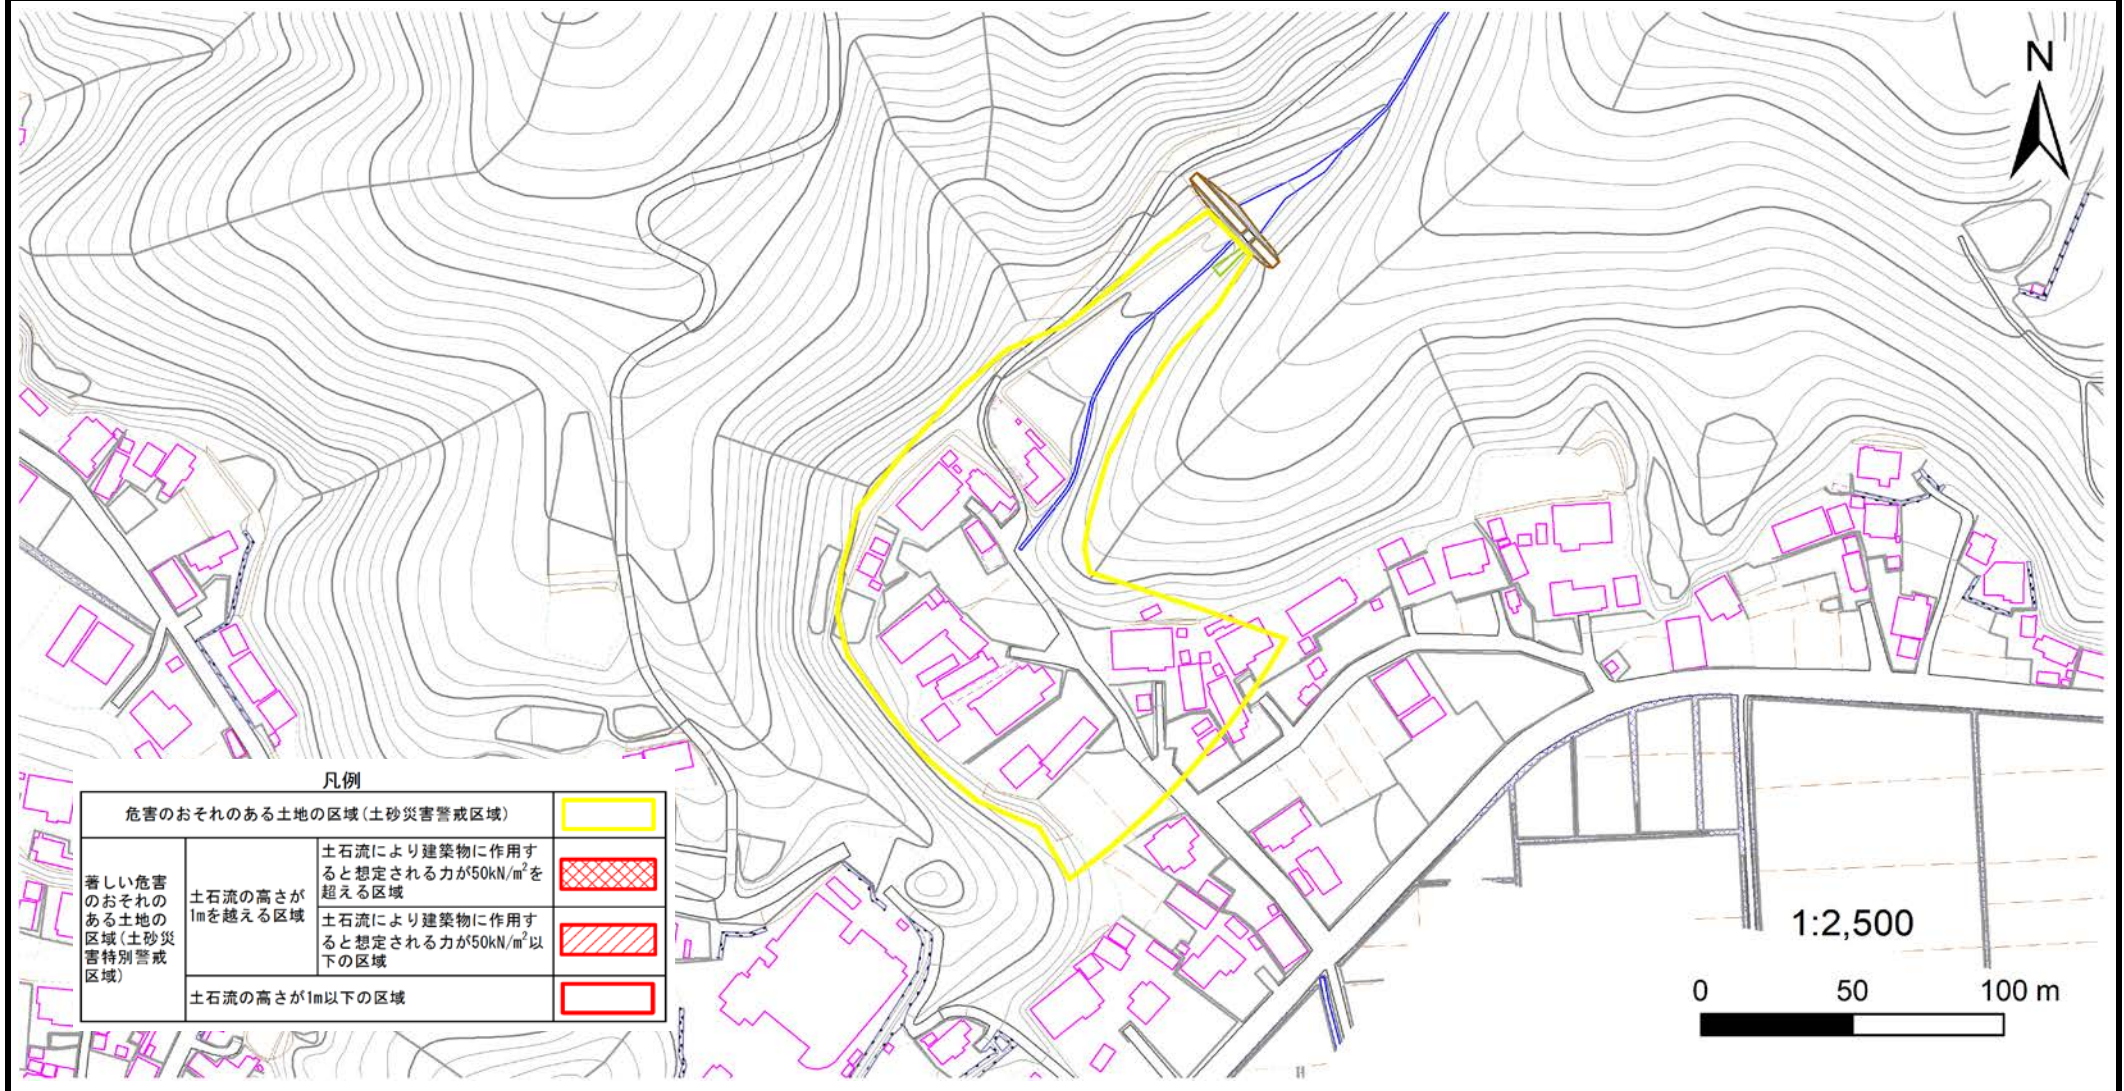 N
凡例
危害のおそれのある土地の区域(土砂災害警戒区域)
著しい危害
のおそれの
ある土地の
区域(土砂災
害特別警戒
区域)
土石流の高さが
1mを越える区域
土石流により建築物に作用す
ると想定される力が50kN/㎡を
超える区域
土石流により建築物に作用す
ると想定される力が50kN/㎡以
下の区域
土石流の高さが1m以下の区域
1:2,500
0 50 100 m